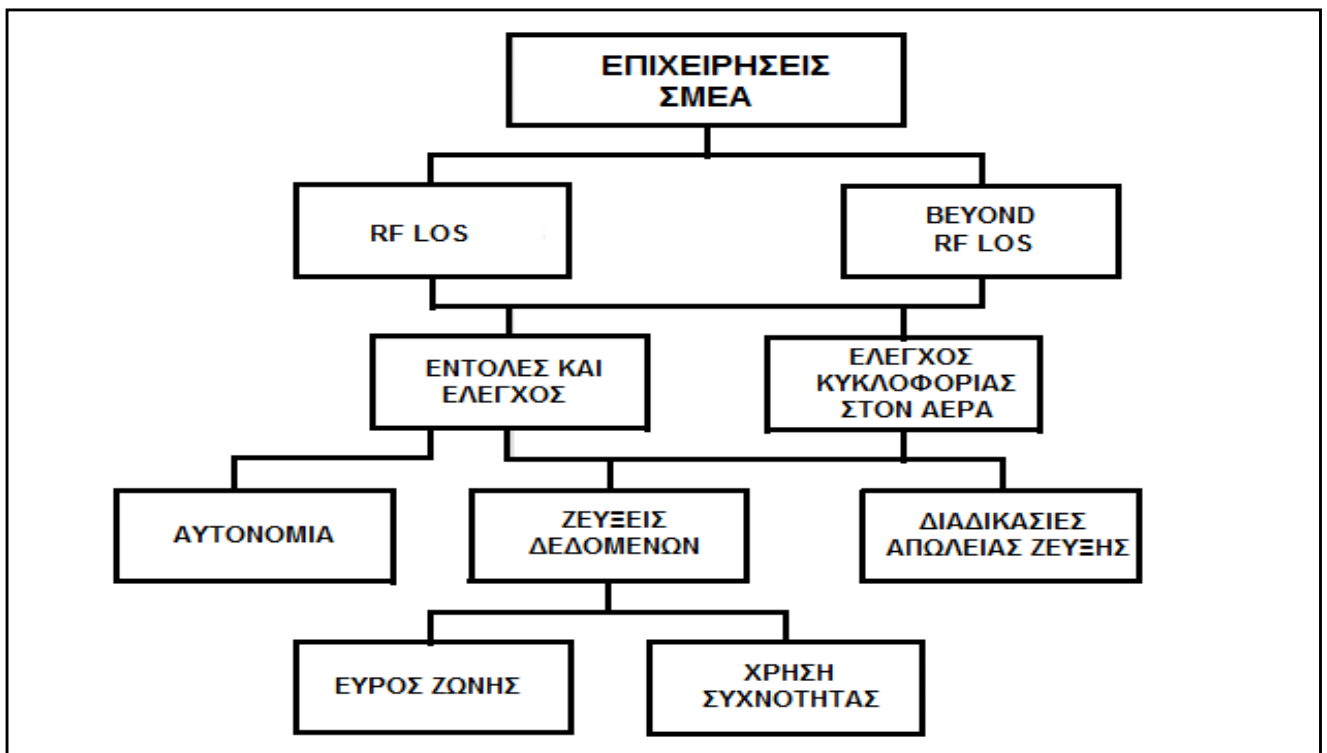 ΕΠΙΧΕΙΡΗΣΕΙΣ
ΣΜΕΑ
RF LOS
BEYOND
RF LOS
ΕΝΤΟΛΕΣ ΚΑΙ
ΕΛΕΓΧΟΣ
ΕΛΕΓΧΟΣ
ΚΥΚΛΟΦΟΡΙΑΣ
ΣΤΟΝ ΑΕΡΑ
ΑΥΤΟΝΟΜΙΑ
ΖΕΥΞΕΙΣ
ΔΕΔΟΜΕΝΩΝ
ΔΙΑΔΙΚΑΣΙΕΣ
ΑΠΩΛΕΙΑΣ ΖΕΥΞΗΣ
ΕΥΡΟΣ ΖΩΝΗΣ
ΧΡΗΣΗ
ΣΥΧΝΟΤΗΤΑΣ